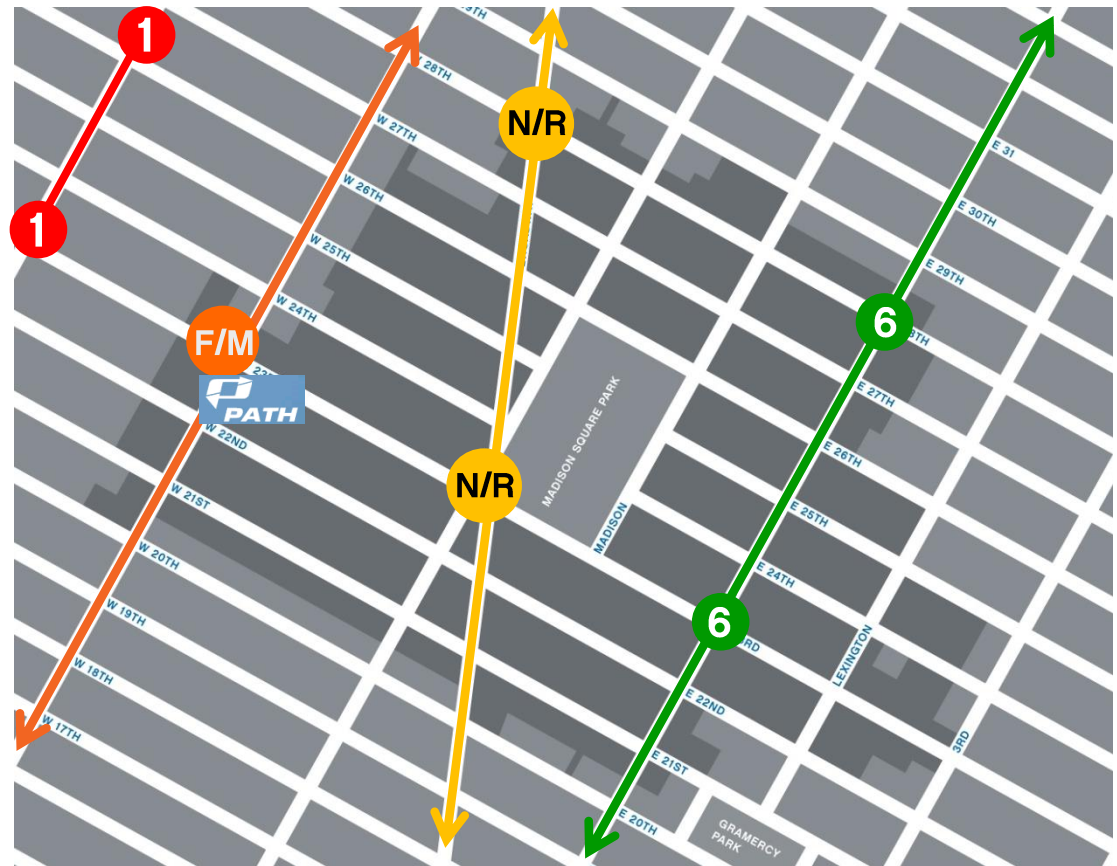 1
1
W 28TH
W 27TH
W 26TH
W 25TH
W 24TH
F/M
PATH
W 22ND
W 21ST
W 20TH
W 19TH
W 18TH
W 17TH
N/R
N/R
MADISON SQUARE PARK
MADISON
E 31
E 30TH
E 29TH
6
E 27TH
E 26TH
E 25TH
E 24TH
6
E 22ND
E 21ST
E 20TH
LEXINGTON
3RD
GRAMERCY
PARK